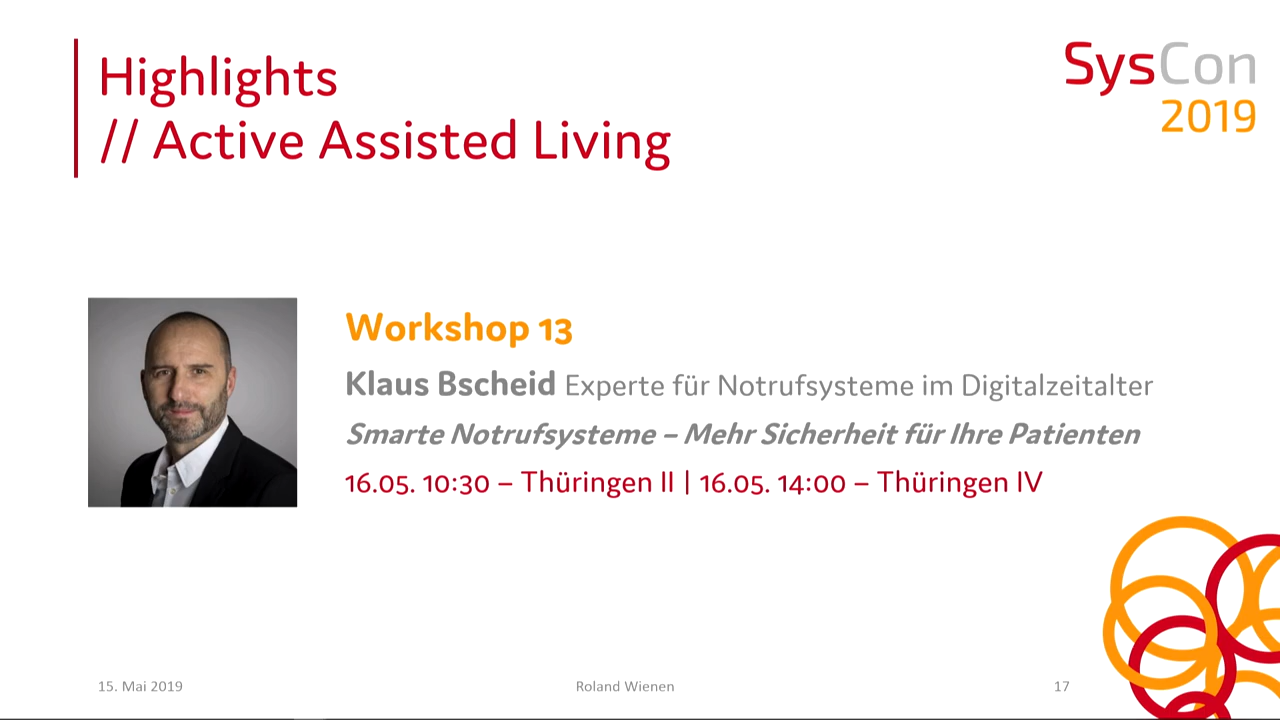 Highlights
// Active Assisted Living
SysCon
2019
Workshop 13
Klaus Bscheid Experte für Notrufsysteme im Digitalzeitalter
Smarte Notrufsysteme – Mehr Sicherheit für Ihre Patienten
16.05. 10:30 – Thüringen II | 16.05. 14:00 – Thüringen IV
15. Mai 2019
Roland Wienen
17